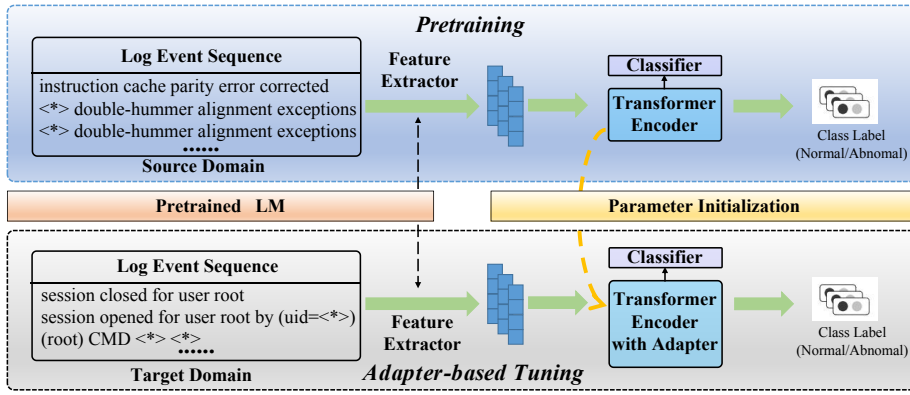 Pretraining
Log Event Sequence
instruction cache parity error corrected
<*> double-hummer alignment exceptions
<*> double-hummer alignment exceptions
......
Source Domain
Feature
Extractor
Classifier
Transformer
Encoder
Class Label
(Normal/Abnomal)
Pretrained LM
Parameter Initialization
Log Event Sequence
session closed for user root
session opened for user root by (uid=<*>)
(root) CMD <*> <*>
......
Target Domain
Feature
Extractor
Classifier
Transformer
Encoder
with Adapter
Class Label
(Normal/Abnomal)
Adapter-based Tuning